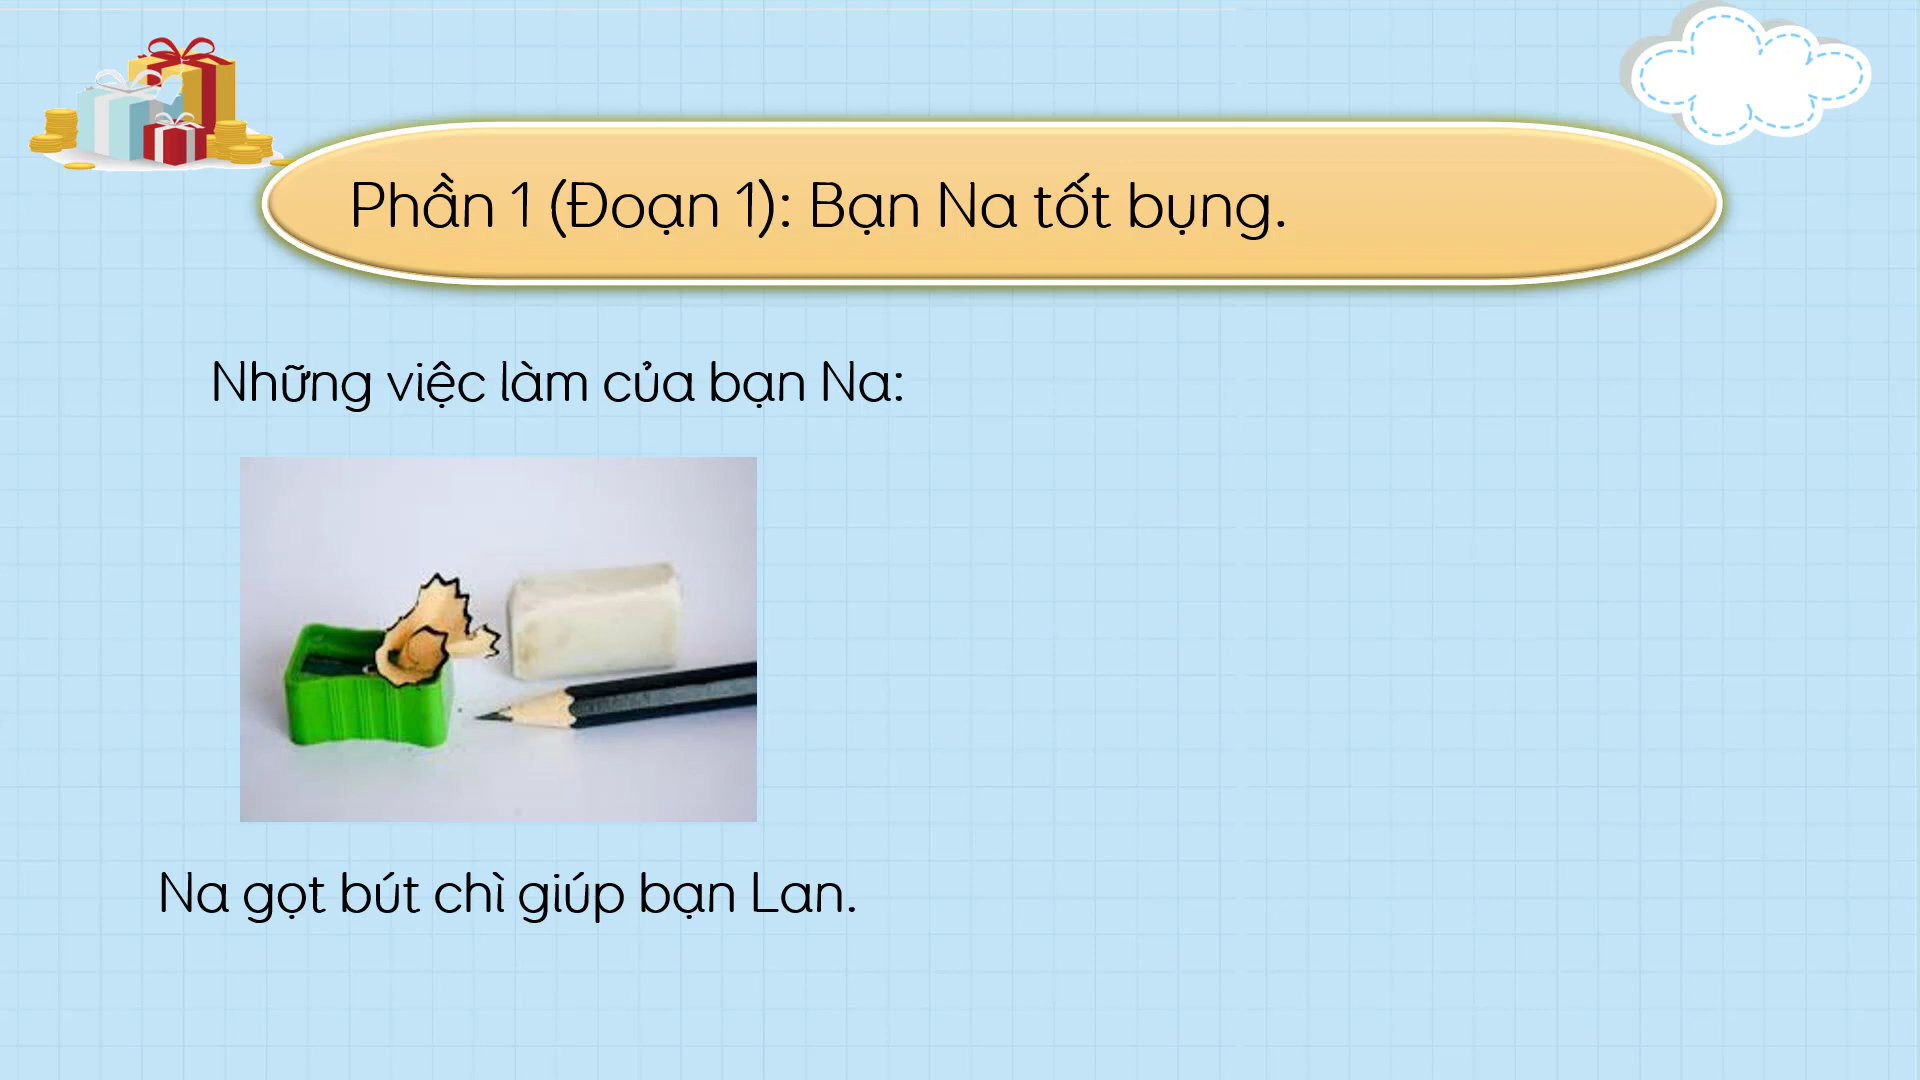 Phần 1 (Đoạn 1): Bạn Na tốt bụng.
Những việc làm của bạn Na:
Na gọt bút chì giúp bạn Lan.